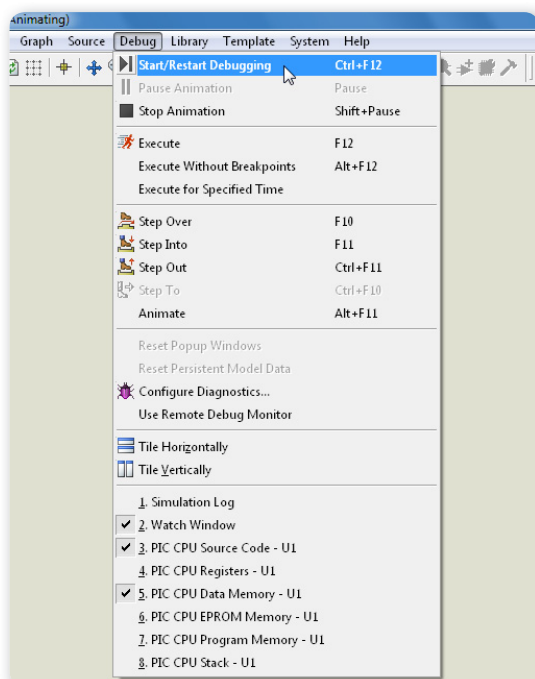 Animating)
Graph Source Debug Library Template System Help
Start/Restart Debugging Ctrl+F12
Pause Animation Pause
Stop Animation Shift+Pause
Execute F12
Execute Without Breakpoints Alt+F12
Execute for Specified Time
Step Over F10
Step Into F11
Step Out Ctrl+F11
Step To Ctrl+F10
Animate Alt+F11
Reset Popup Windows
Reset Persistent Model Data
Configure Diagnostics...
Use Remote Debug Monitor
Tile Horizontally
Tile Vertically
1. Simulation Log
2. Watch Window
3. PIC CPU Source Code - U1
4. PIC CPU Registers - U1
5. PIC CPU Data Memory - U1
6. PIC CPU EPROM Memory - U1
7. PIC CPU Program Memory - U1
8. PIC CPU Stack - U1